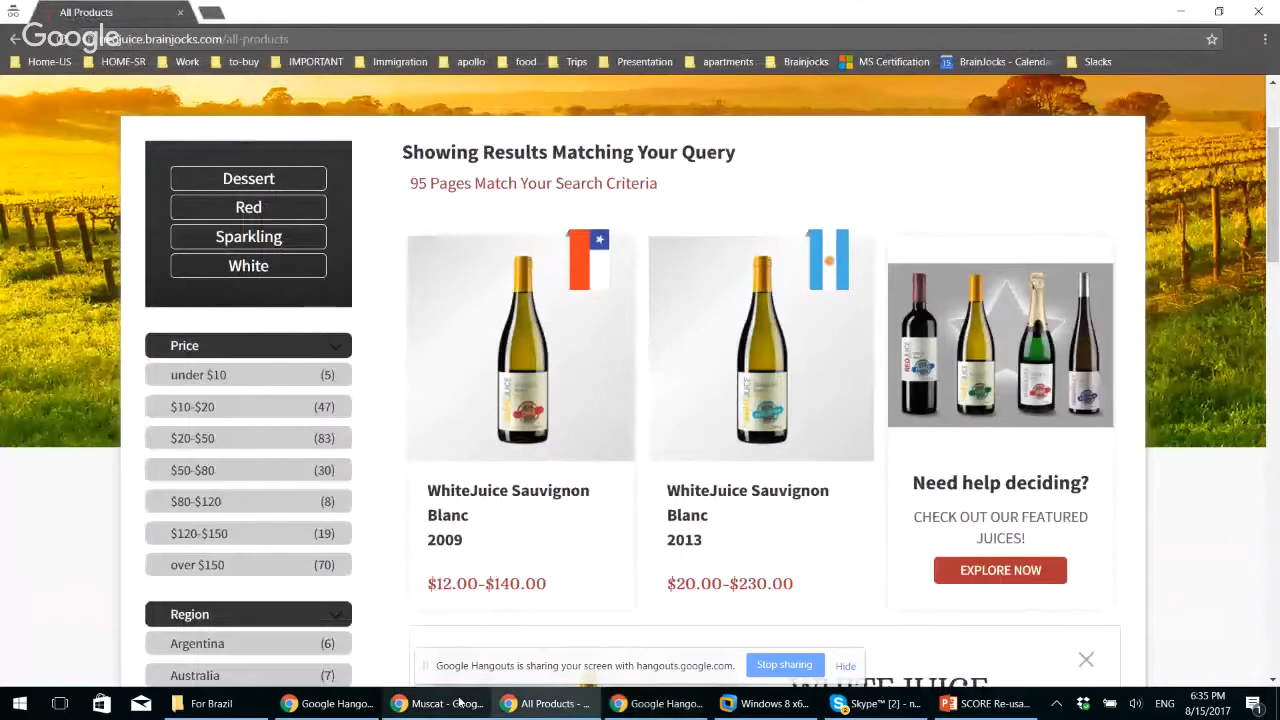 All Products
Google
juice.brainjocks.com/all-products
Home-US HOME-SR Work to-buy IMPORTANT Immigration apollo food Trips Presentation apartments Brainjocks MS Certification 15 BrainJocks - Calenda Slacks
Dessert
Red
Sparkling
White
Showing Results Matching Your Query
95 Pages Match Your Search Criteria
Price
under $10 (5)
$10-$20 (47)
$20-$50 (83)
$50-$80 (30)
$80-$120 (8)
$120-$150 (19)
over $150 (70)
Region
Argentina (6)
Australia (7)
WhiteJuice Sauvignon
Blanc
2009
$12.00-$140.00
WhiteJuice Sauvignon
Blanc
2013
$20.00-$230.00
Need help deciding?
CHECK OUT OUR FEATURED
JUICES!
EXPLORE NOW
Google Hangouts is sharing your screen with hangouts.google.com. Stop sharing Hide
WHITE JUICE
For Brazil Google Hango... Muscat - Goog... All Products - ... Google Hango... Windows 8 x6... Skype™ [2] - n... SCORE Re-usa... ENG 6:35 PM
8/15/2017